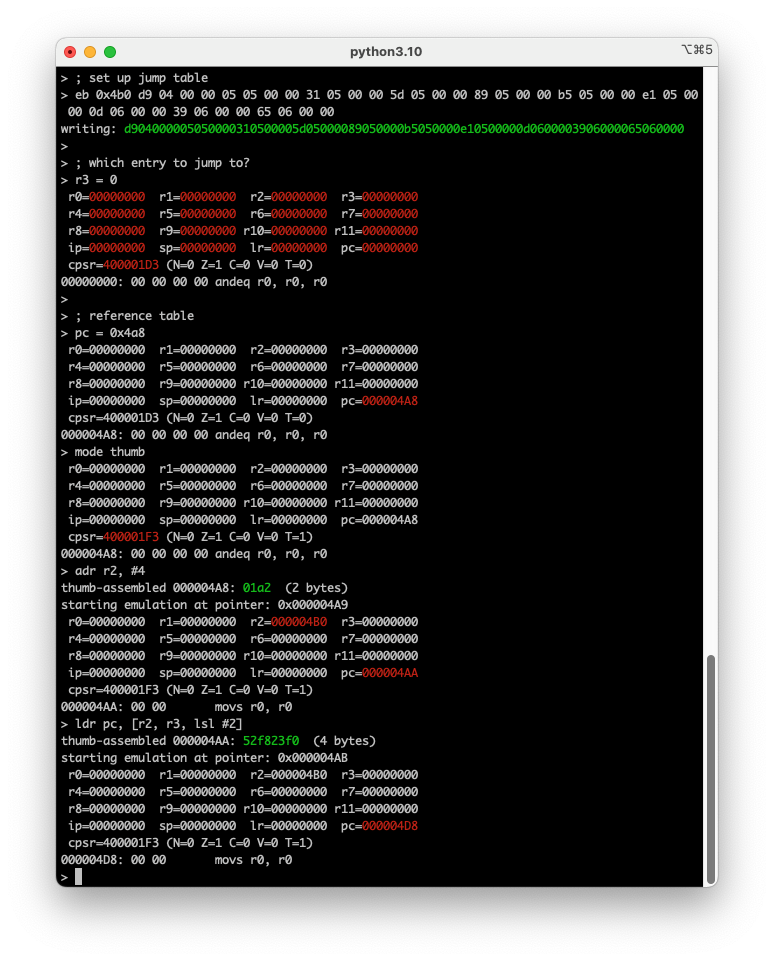 python3.10
⌥⌘5
> ; set up jump table
> eb 0x4b0 d9 04 00 00 05 05 00 00 31 05 00 00 5d 05 00 00 89 05 00 00 b5 05 00 00 e1 05 00
00 0d 06 00 00 39 06 00 00 65 06 00 00
writing: d904000005050000310500005d05000089050000b5050000e10500000d0600003906000065060000
>
> ; which entry to jump to?
> r3 = 0
r0=00000000 r1=00000000 r2=00000000 r3=00000000
r4=00000000 r5=00000000 r6=00000000 r7=00000000
r8=00000000 r9=00000000 r10=00000000 r11=00000000
ip=00000000 sp=00000000 lr=00000000 pc=00000000
cpsr=400001D3 (N=0 Z=1 C=0 V=0 T=0)
00000000: 00 00 00 00 andeq r0, r0, r0
>
> ; reference table
> pc = 0x4a8
r0=00000000 r1=00000000 r2=00000000 r3=00000000
r4=00000000 r5=00000000 r6=00000000 r7=00000000
r8=00000000 r9=00000000 r10=00000000 r11=00000000
ip=00000000 sp=00000000 lr=00000000 pc=000004A8
cpsr=400001D3 (N=0 Z=1 C=0 V=0 T=0)
000004A8: 00 00 00 00 andeq r0, r0, r0
> mode thumb
r0=00000000 r1=00000000 r2=00000000 r3=00000000
r4=00000000 r5=00000000 r6=00000000 r7=00000000
r8=00000000 r9=00000000 r10=00000000 r11=00000000
ip=00000000 sp=00000000 lr=00000000 pc=000004A8
cpsr=400001F3 (N=0 Z=1 C=0 V=0 T=1)
000004A8: 00 00 00 00 andeq r0, r0, r0
> adr r2, #4
thumb-assembled 000004A8: 01a2 (2 bytes)
starting emulation at pointer: 0x000004A9
r0=00000000 r1=00000000 r2=000004B0 r3=00000000
r4=00000000 r5=00000000 r6=00000000 r7=00000000
r8=00000000 r9=00000000 r10=00000000 r11=00000000
ip=00000000 sp=00000000 lr=00000000 pc=000004AA
cpsr=400001F3 (N=0 Z=1 C=0 V=0 T=1)
000004AA: 00 00 movs r0, r0
> ldr pc, [r2, r3, lsl #2]
thumb-assembled 000004AA: 52f823f0 (4 bytes)
starting emulation at pointer: 0x000004AB
r0=00000000 r1=00000000 r2=000004B0 r3=00000000
r4=00000000 r5=00000000 r6=00000000 r7=00000000
r8=00000000 r9=00000000 r10=00000000 r11=00000000
ip=00000000 sp=00000000 lr=00000000 pc=000004D8
cpsr=400001F3 (N=0 Z=1 C=0 V=0 T=1)
000004D8: 00 00 movs r0, r0
>